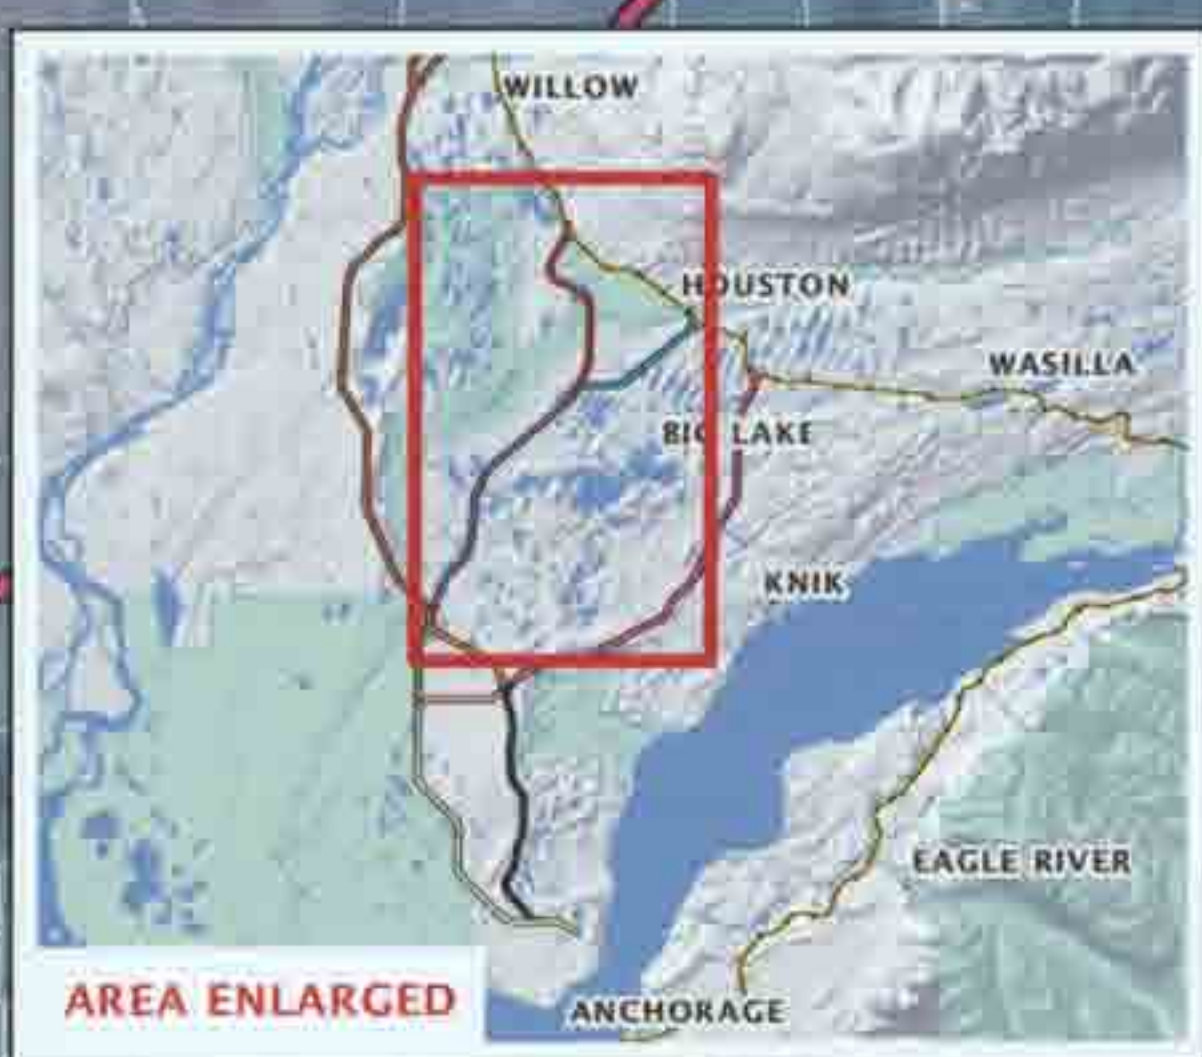 WILLOW
HOUSTON
WASILLA
BIG LAKE
KNIK
EAGLE RIVER
AREA ENLARGED
ANCHORAGE